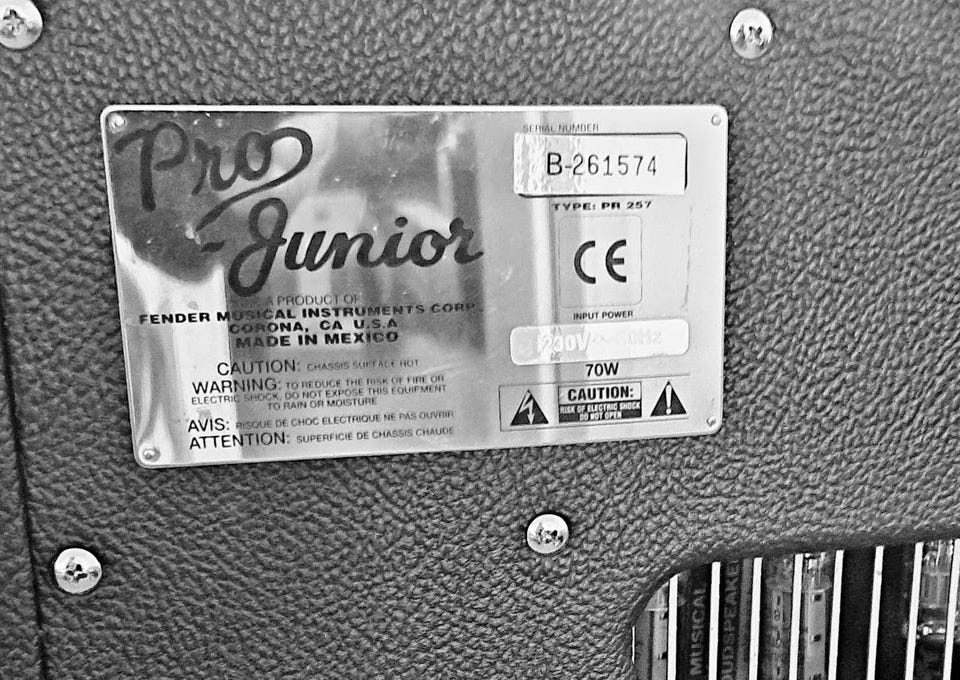 Pro
Junior
A PRODUCT OF
FENDER MUSICAL INSTRUMENTS CORP.
CORONA, CA U.S.A
MADE IN MEXICO
CAUTION: CHASSIS SURFACE HOT
WARNING: TO REDUCE THE RISK OF FIRE OR
ELECTRIC SHOCK, DO NOT EXPOSE THIS EQUIPMENT
TO RAIN OR MOISTURE
AVIS: RISQUE DE CHOC ELECTRIQUE NE PAS OUVRIR
ATTENTION: SUPERFICIE DE CHASSIS CHAUDE
SERIAL NUMBER
B-261574
TYPE: PR 257
CE
INPUT POWER
230V~50Hz
70W
CAUTION:
RISK OF ELECTRIC SHOCK
DO NOT OPEN
MUSICAL